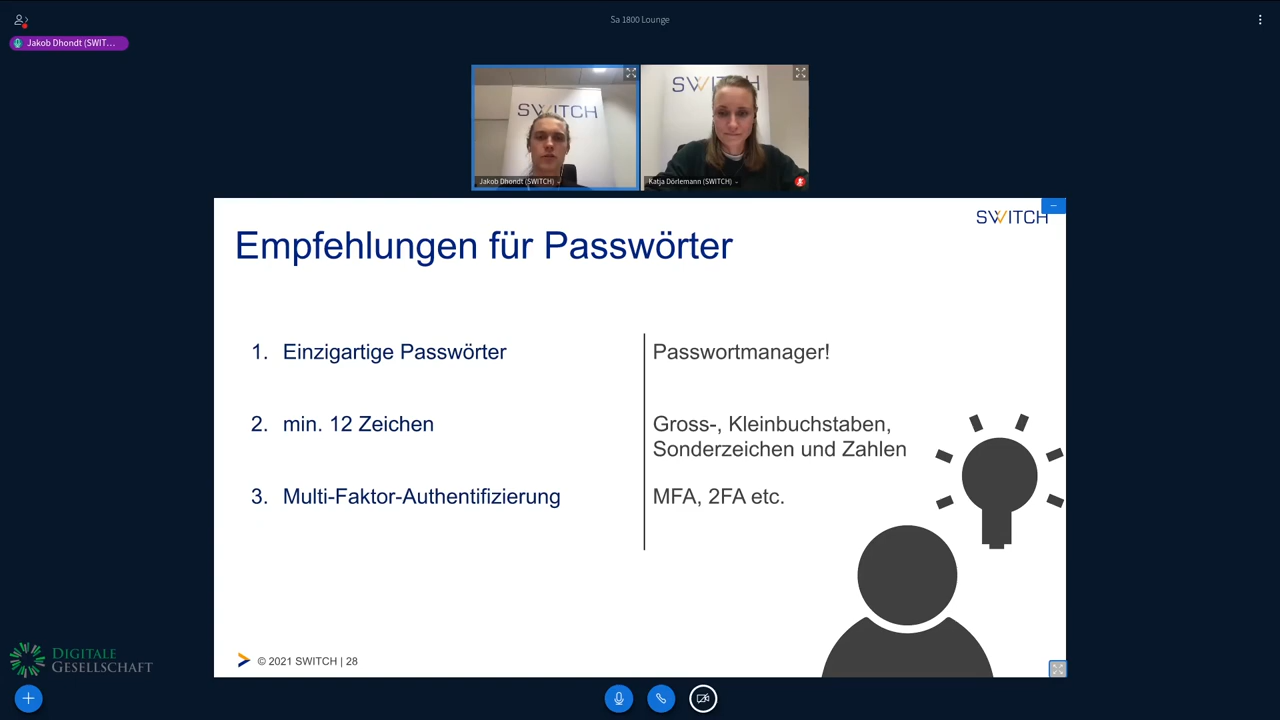 Sa 1800 Lounge
Jakob Dhondt (SWIT...
SWITCH
SWITCH
Jakob Dhondt (SWITCH)
Katja Dörlemann (SWITCH)
SWITCH
Empfehlungen für Passwörter
1. Einzigartige Passwörter
Passwortmanager!
2. min. 12 Zeichen
Gross-, Kleinbuchstaben,
Sonderzeichen und Zahlen
3. Multi-Faktor-Authentifizierung
MFA, 2FA etc.
© 2021 SWITCH | 28
DIGITALE
GESELLSCHAFT